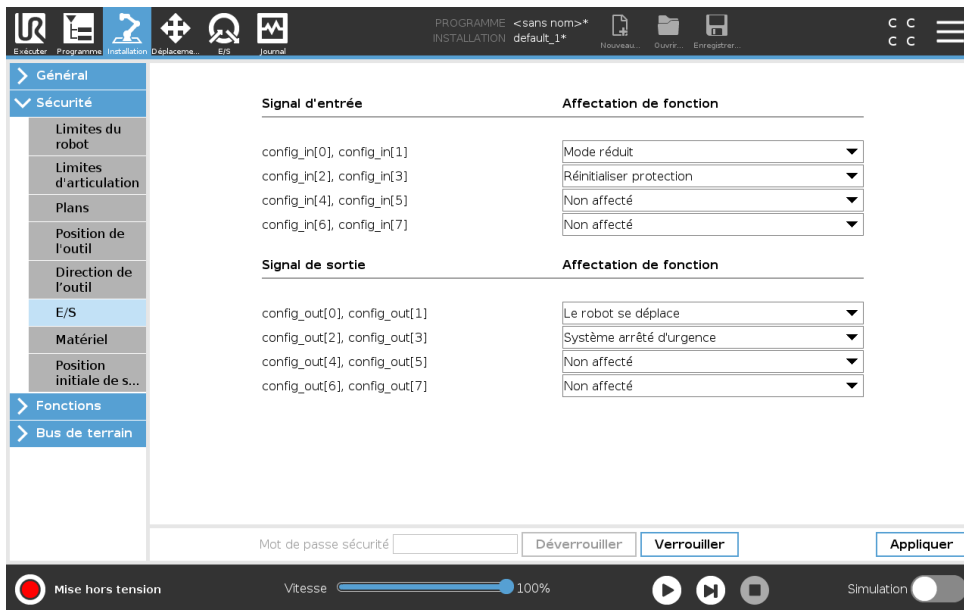 PROGRAMME <sans nom>*
INSTALLATION default_1*
Exécuter Programme Installation Déplaceme... E/S Journal
Nouveau... Ouvrir... Enregistrer...
C C
C C
Général
Sécurité
Limites du
robot
Limites
d'articulation
Plans
Position de
l'outil
Direction de
l'outil
E/S
Matériel
Position
initiale de s...
Fonctions
Bus de terrain
Signal d'entrée Affectation de fonction
config_in[0], config_in[1] Mode réduit
config_in[2], config_in[3] Réinitialiser protection
config_in[4], config_in[5] Non affecté
config_in[6], config_in[7] Non affecté
Signal de sortie Affectation de fonction
config_out[0], config_out[1] Le robot se déplace
config_out[2], config_out[3] Système arrêté d'urgence
config_out[4], config_out[5] Non affecté
config_out[6], config_out[7] Non affecté
Mot de passe sécurité Déverrouiller Verrouiller Appliquer
Mise hors tension Vitesse 100% Simulation